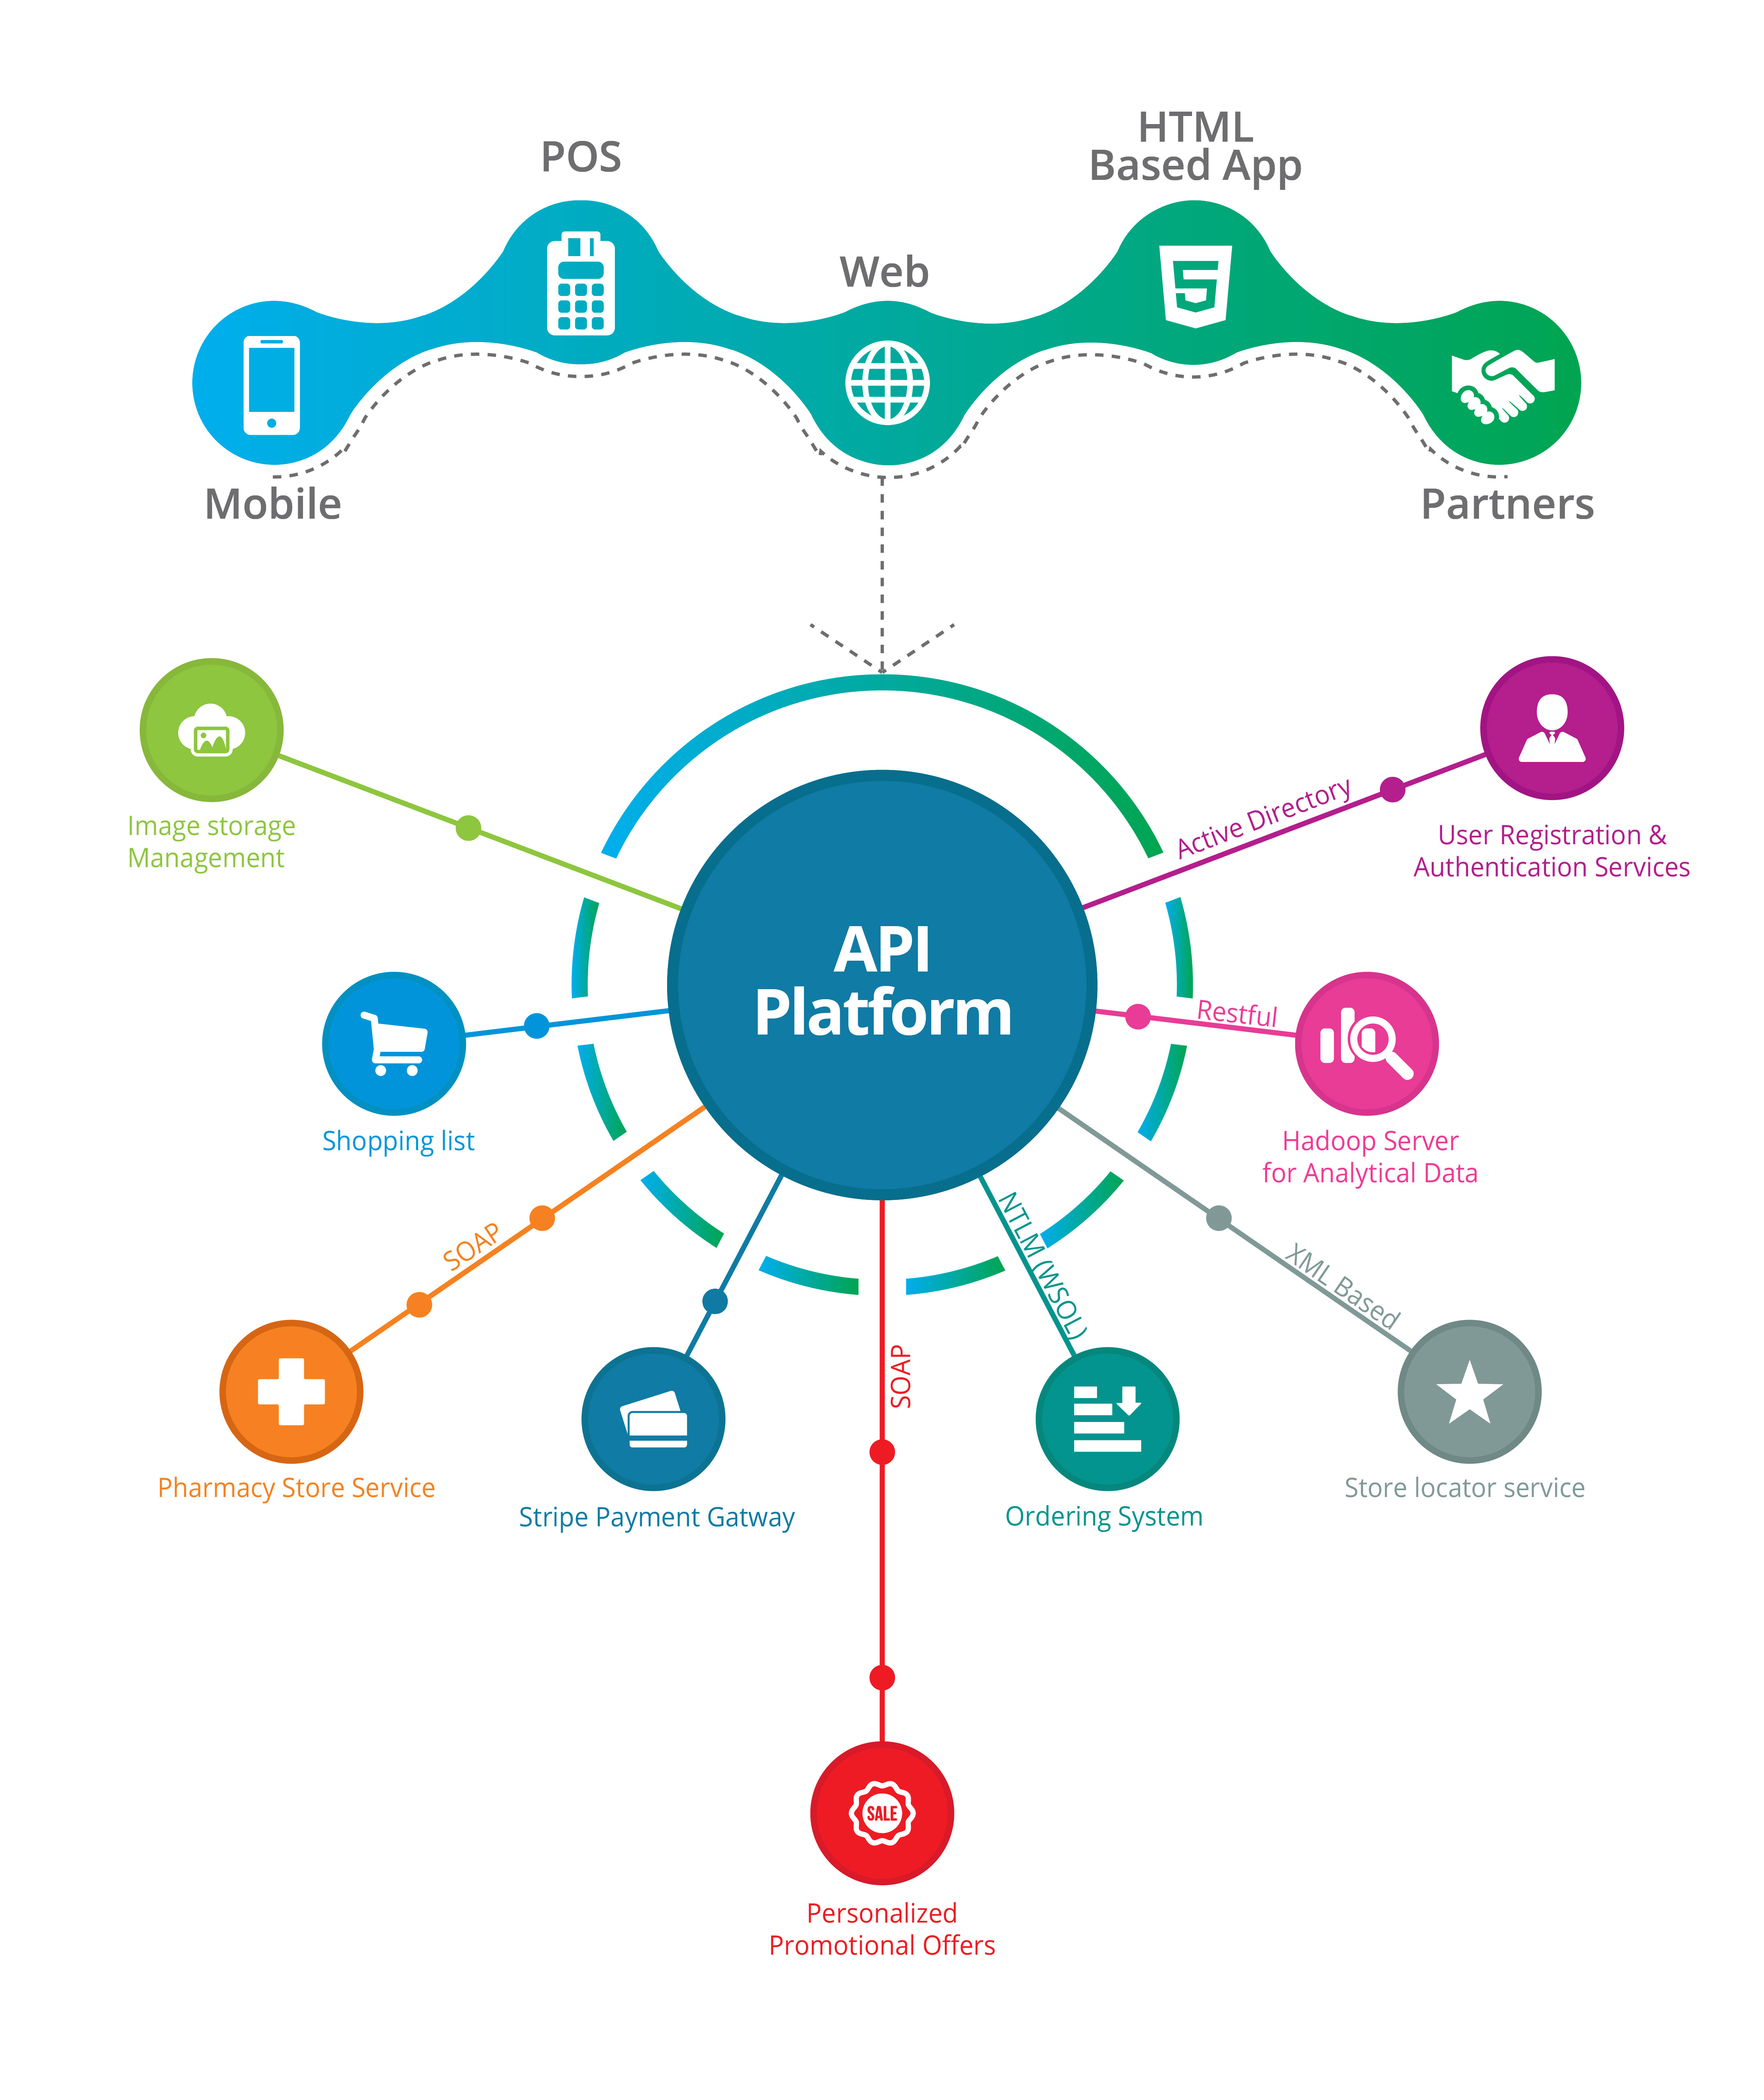 POS
HTML
Based App
Web
Mobile
Partners
Image storage
Management
Active Directory
User Registration &
Authentication Services
API
Platform
Shopping list
Restful
Hadoop Server
for Analytical Data
SOAP
Pharmacy Store Service
Stripe Payment Gatway
SOAP
NTLM (WSOL)
Ordering System
XML Based
Store locator service
SALE
Personalized
Promotional Offers